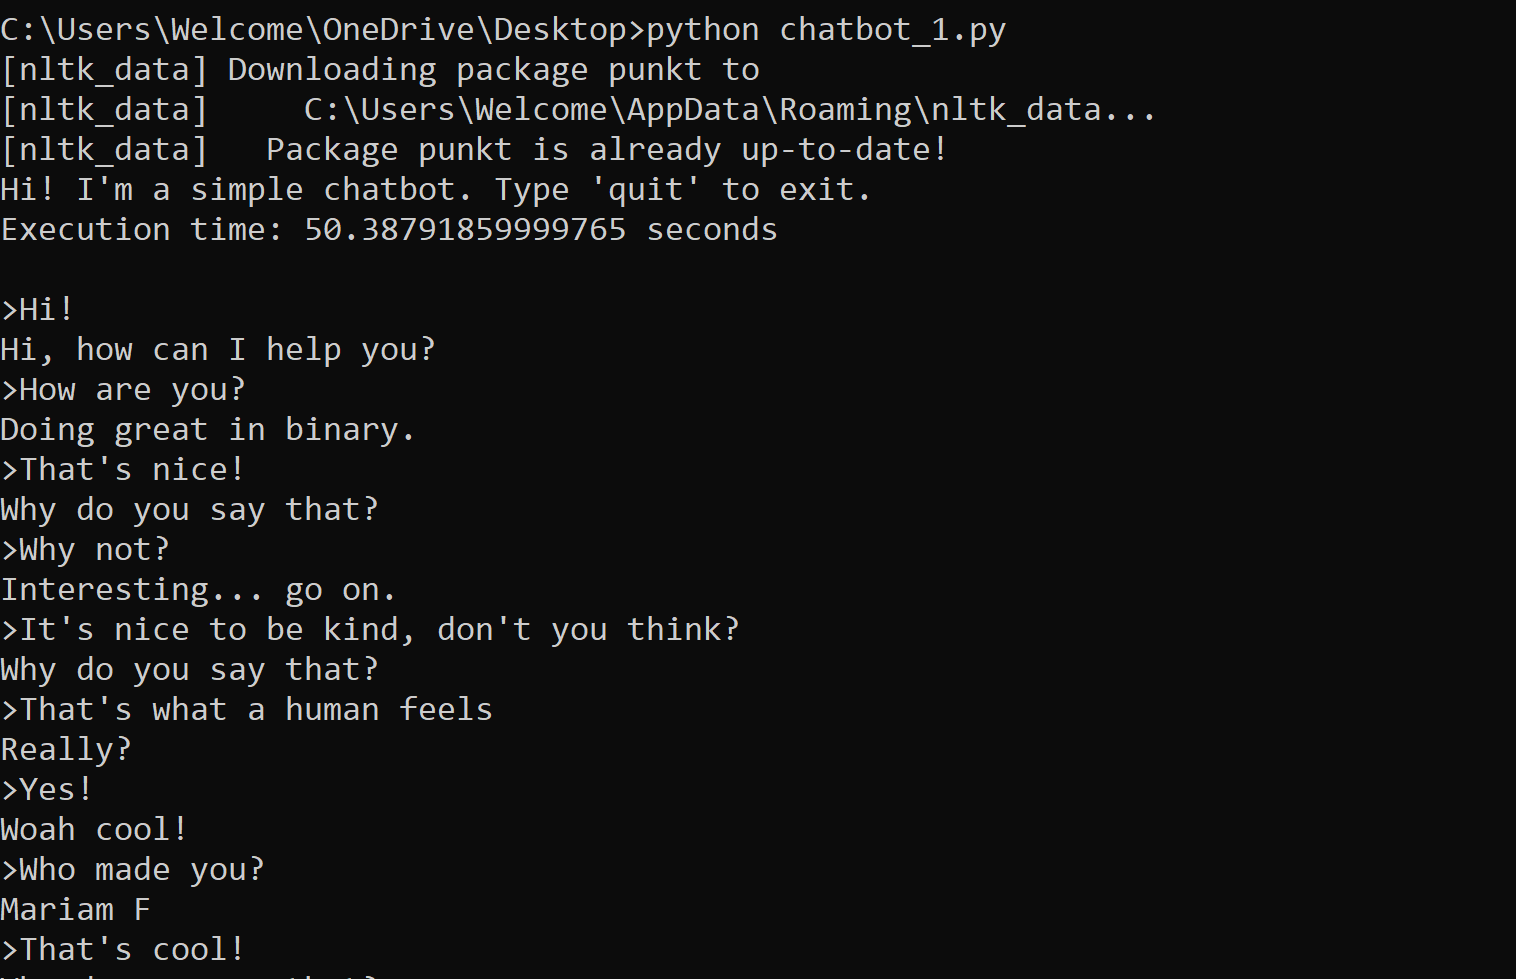 C:\Users\Welcome\OneDrive\Desktop>python chatbot_1.py
[nltk_data] Downloading package punkt to
[nltk_data]     C:\Users\Welcome\AppData\Roaming\nltk_data...
[nltk_data]   Package punkt is already up-to-date!
Hi! I'm a simple chatbot. Type 'quit' to exit.
Execution time: 50.38791859999765 seconds
>Hi!
Hi, how can I help you?
>How are you?
Doing great in binary.
>That's nice!
Why do you say that?
>Why not?
Interesting... go on.
>It's nice to be kind, don't you think?
Why do you say that?
>That's what a human feels
Really?
>Yes!
Woah cool!
>Who made you?
Mariam F
>That's cool!